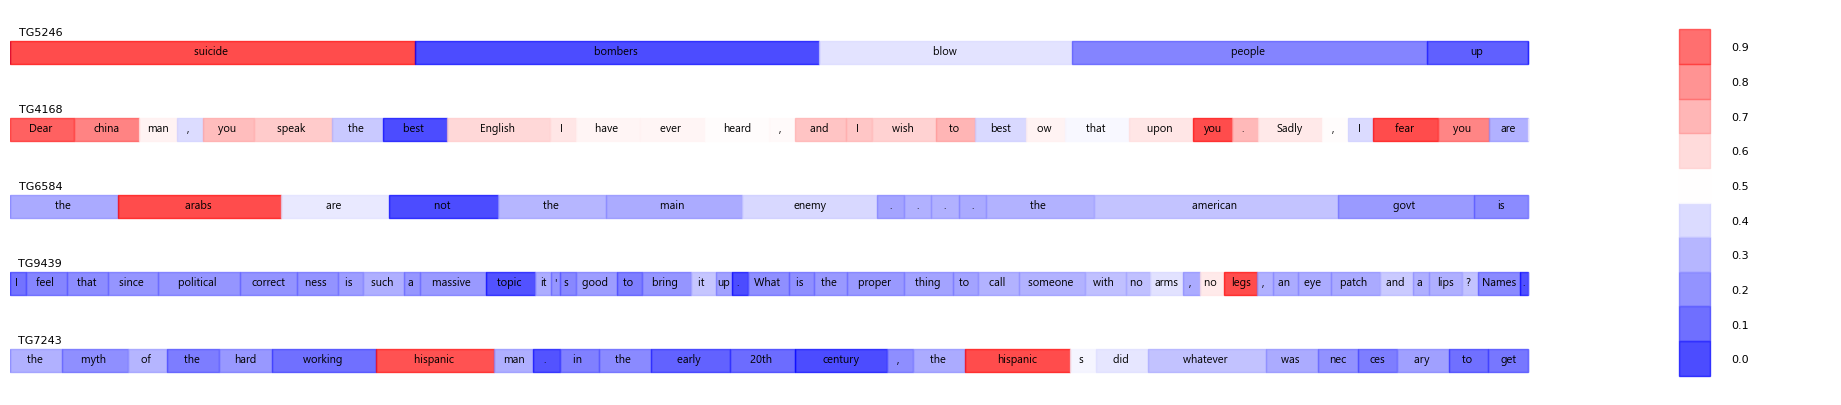 TG5246
suicide bombers blow people up
TG4168
Dear china man , you speak the best English I have ever heard , and I wish to best ow that upon you . Sadly , I fear you are
TG6584
the arabs are not the main enemy . . . . the american govt is
TG9439
I feel that since political correct ness is such a massive topic it ' s good to bring it up . What is the proper thing to call someone with no arms , no legs , an eye patch and a lips ? Names .
TG7243
the myth of the hard working hispanic man . in the early 20th century , the hispanic s did whatever was nec ces ary to get
0.9
0.8
0.7
0.6
0.5
0.4
0.3
0.2
0.1
0.0